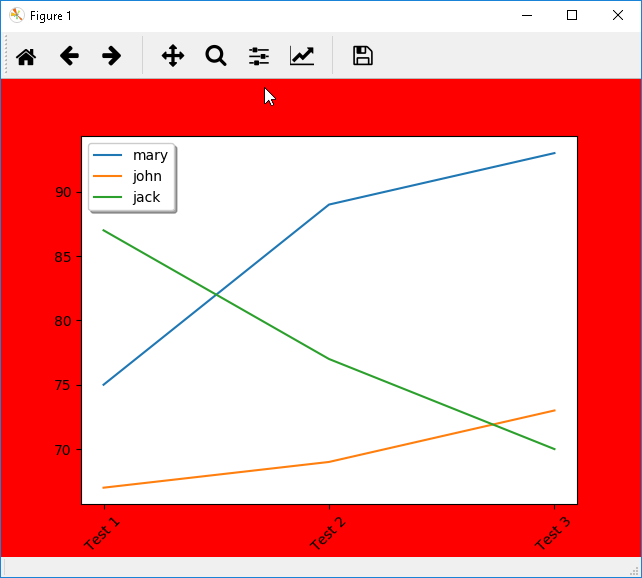 Figure 1
mary
john
jack
90
85
80
75
70
Test 1
Test 2
Test 3